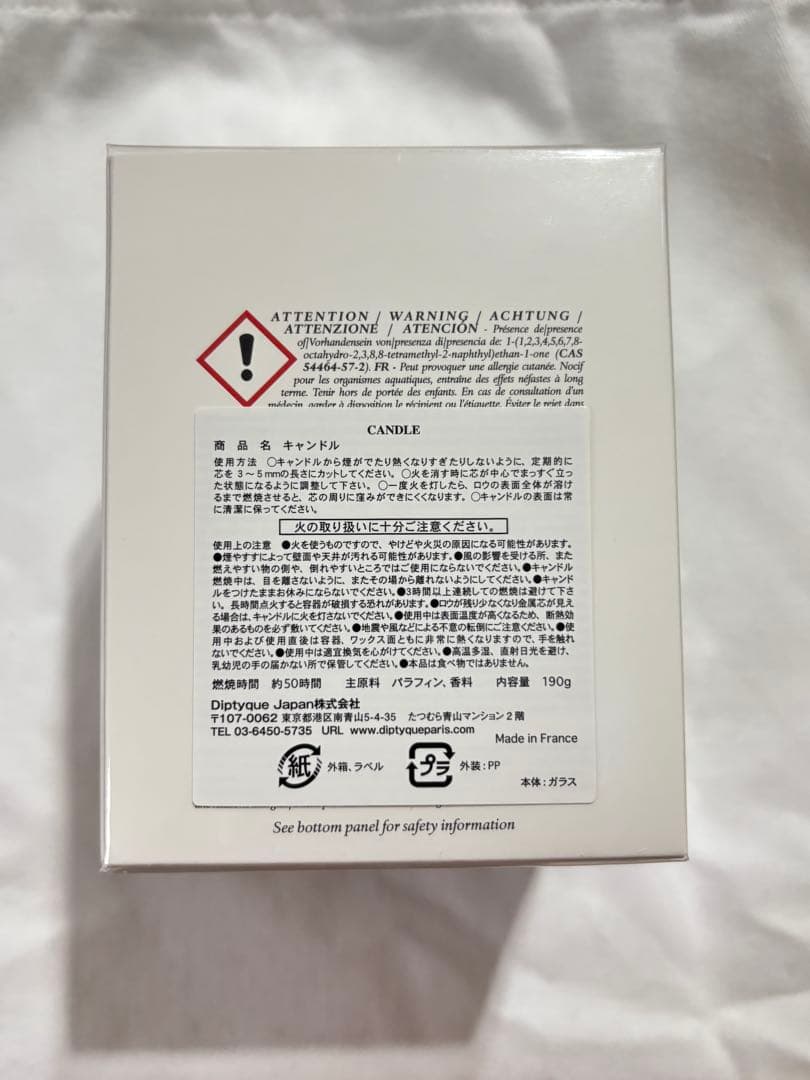 ATTENTION / WARNING / ACHTUNG /
ATTENZIONE / ATENCIÓN - Présence de/presence
of/Vorhandensein von/presenza di/presencia de: 1-(1,2,3,4,5,6,7,8-
octahydro-2,3,8,8-tetramethyl-2-naphthyl)ethan-1-one (CAS
54464-57-2). FR - Peut provoquer une allergie cutanée. Nocif
pour les organismes aquatiques, entraîne des effets néfastes à long
terme. Tenir hors de portée des enfants. En cas de consultation d'un
médecin, garder à disposition le récipient ou l'étiquette. Éviter le rejet dans
CANDLE
商品名 キャンドル
使用方法 ○キャンドルから煙がでたり熱くなりすぎたりしないように、定期的に
芯を3~5mmの長さにカットしてください。○火を消す時に芯が中心でまっすぐ立っ
た状態になるように調整して下さい。○一度火を灯したら、ロウの表面全体が溶け
るまで燃焼させると、芯の周りに窪みができにくくなります。○キャンドルの表面は常
に清潔に保ってください。
火の取り扱いに十分ご注意ください。
使用上の注意 ●火を使うものですので、やけどや火災の原因になる可能性があります。
●煙やすすによって壁面や天井が汚れる可能性があります。●風の影響を受ける所、また
燃えやすい物の側や、倒れやすいところではご使用にならないでください。●キャンドル
燃焼中は、目を離さないように、またその場から離れないようにしてください。●キャンド
ルをつけたままお休みにならないでください。●3時間以上連続しての燃焼は避けて下さ
い。長時間点火すると容器が破損する恐れがあります。●ロウが残り少なくなり金属芯が見え
る場合は、キャンドルに火を灯さないでください。●使用中は表面温度が高くなるため、断熱効
果のあるものを必ず敷いてください。●地震や風などによる不意の転倒にご注意ください。●使
用中および使用直後は容器、ワックス面ともに非常に熱くなりますので、手を触れ
ないでください。●使用中は適宜換気を心がけてください。●高温多湿、直射日光を避け、
乳幼児の手の届かない所で保管してください。●本品は食べ物ではありません。
燃焼時間 約50時間 主原料 パラフィン、香料 内容量 190g
Diptyque Japan株式会社
〒107-0062 東京都港区南青山5-4-35 たつむら青山マンション2階
TEL 03-6450-5735 URL www.diptyqueparis.com
Made in France
紙 外箱、ラベル プラ 外装:PP
本体:ガラス
See bottom panel for safety information